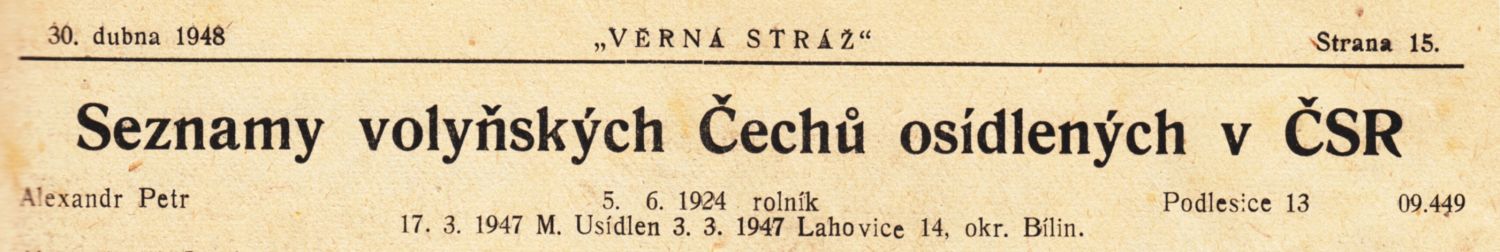 30. dubna 1948 „VĚRNÁ STRÁŽ“ Strana 15.
Seznamy volyňských Čechů osídlených v ČSR
Alexandr Petr 5. 6. 1924 rolník Podlesice 13 09.449
17. 3. 1947 M. Usídlen 3. 3. 1947 Lahovice 14, okr. Bílin.